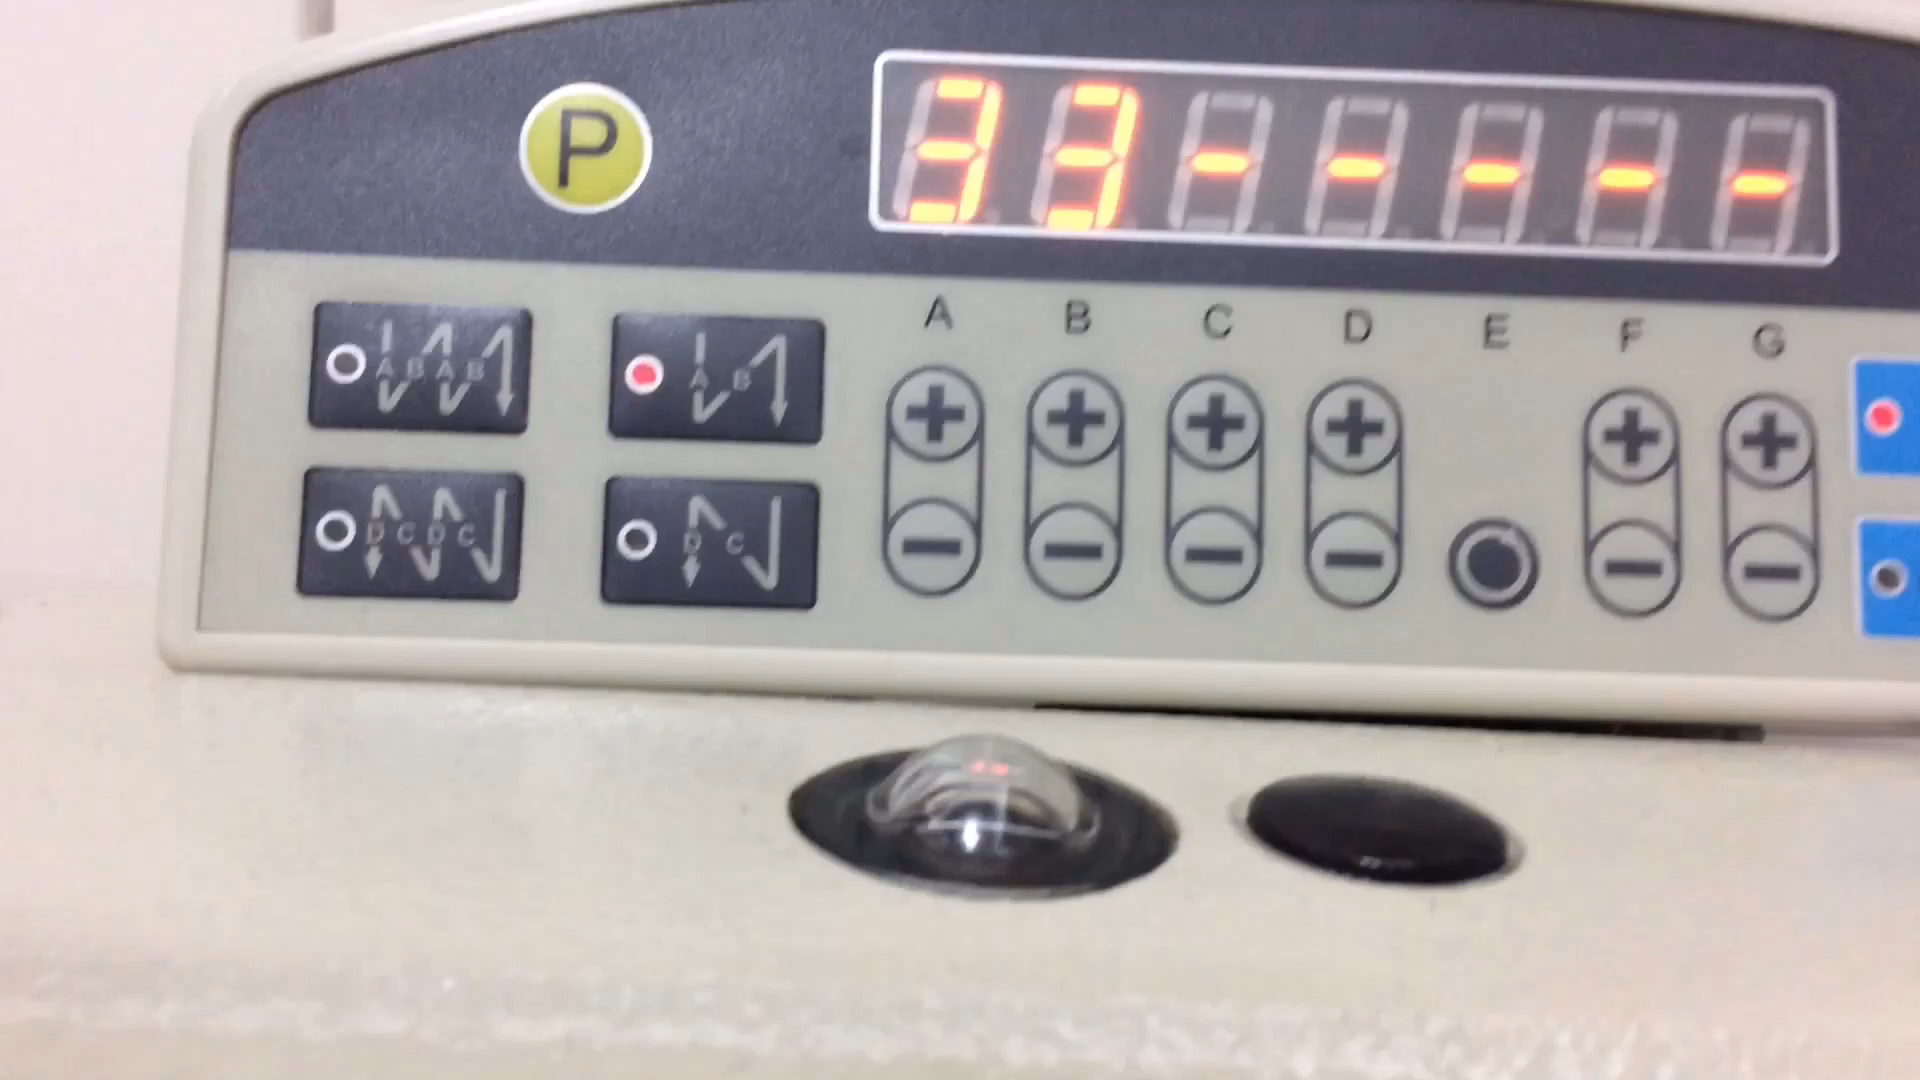 P
33-----
A B C D E F G
A B A B
A B
D C D C
D C